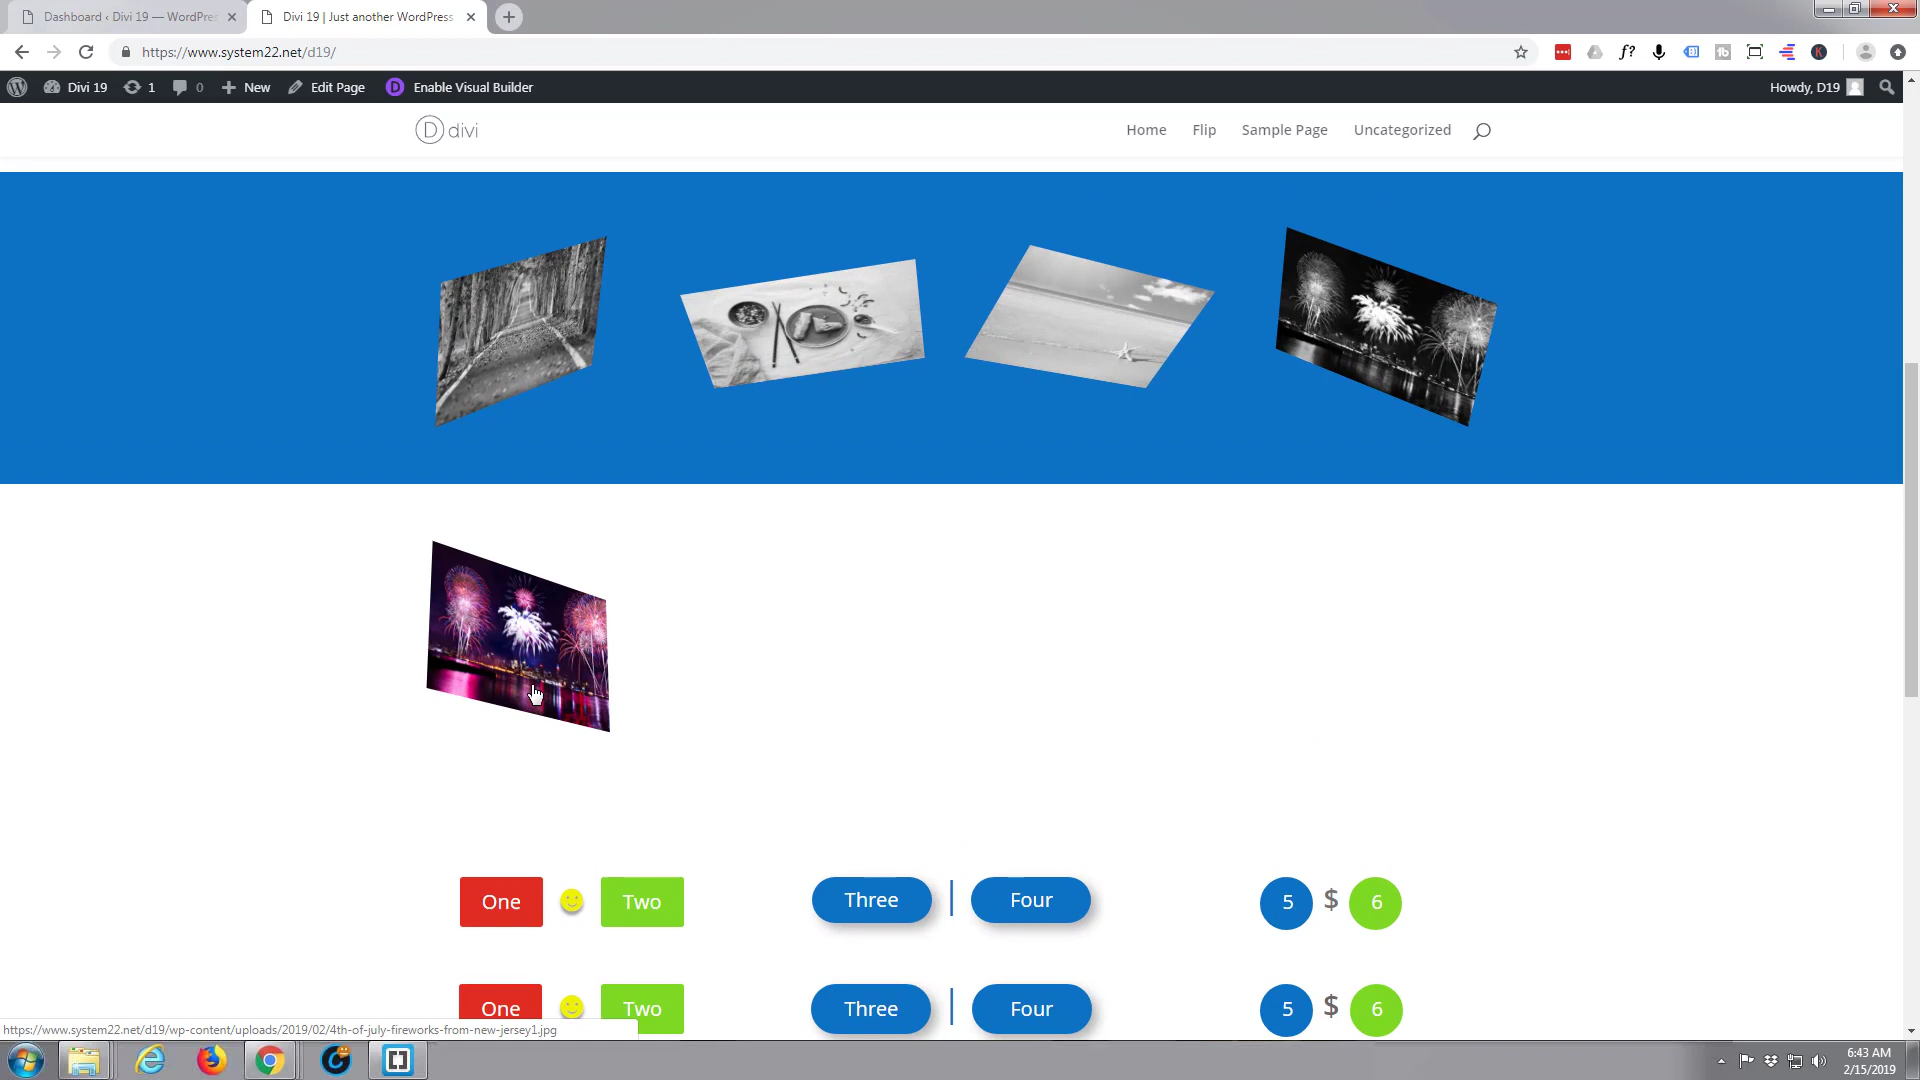 Dashboard ‹ Divi 19 — WordPres
Divi 19 | Just another WordPress
https://www.system22.net/d19/
f?
tb
K
Divi 19
1
0
New
Edit Page
D
Enable Visual Builder
Howdy, D19
D divi
Home
Flip
Sample Page
Uncategorized
One
Two
Three
|
Four
5
$
6
One
Two
Three
|
Four
5
$
6
https://www.system22.net/d19/wp-content/uploads/2019/02/4th-of-july-fireworks-from-new-jersey1.jpg
6:43 AM
2/15/2019